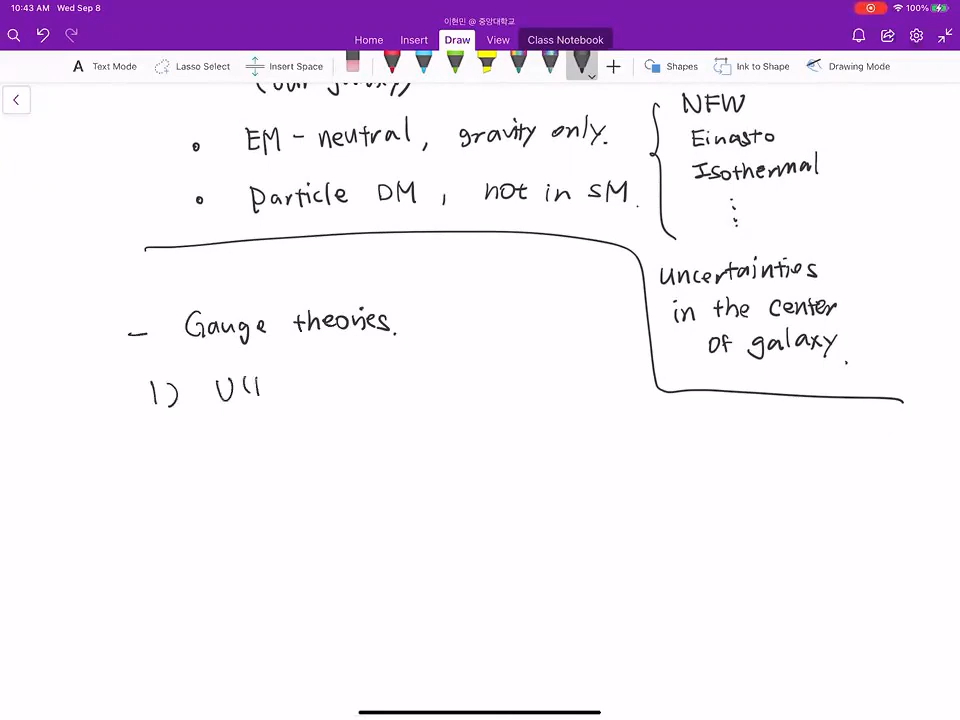 10:43 AM Wed Sep 8
100%
이현민 @ 중앙대학교
Home Insert Draw View Class Notebook
A Text Mode Lasso Select Insert Space Shapes Ink to Shape Drawing Mode
(our galaxy)
• EM - neutral, gravity only.
• particle DM, not in SM.
NFW
Einasto
Isothermal
⋮
uncertainties
in the center
of galaxy.
- Gauge theories.
1) U(1